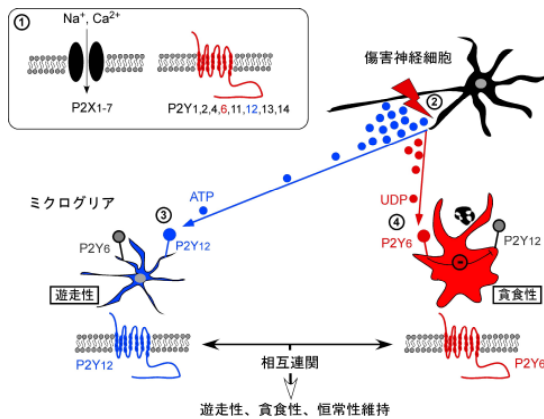 ①
Na+, Ca2+
P2X1-7
P2Y1,2,4,6,11,12,13,14
傷害神経細胞
②
ATP
UDP
ミクログリア
③
④
P2Y6
P2Y12
P2Y6
P2Y12
遊走性
貪食性
P2Y12
P2Y6
相互連関
遊走性、貪食性、恒常性維持